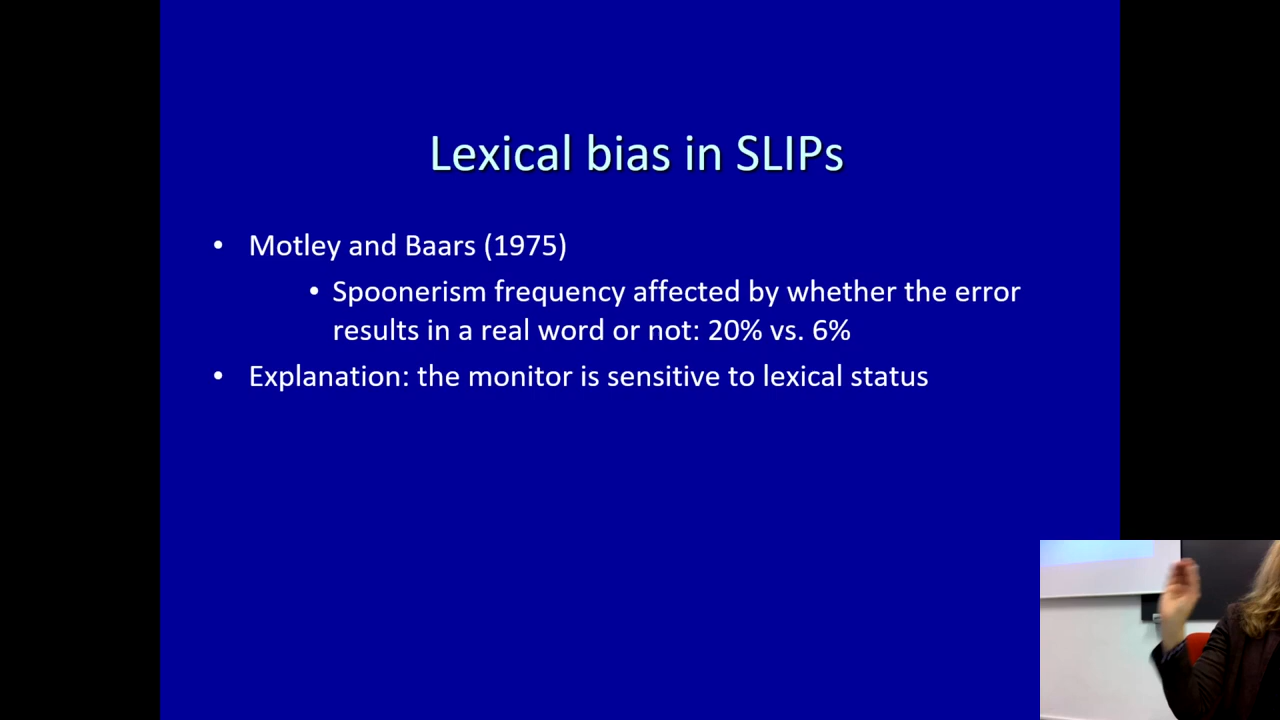 Lexical bias in SLIPs
• Motley and Baars (1975)
• Spoonerism frequency affected by whether the error
results in a real word or not: 20% vs. 6%
• Explanation: the monitor is sensitive to lexical status